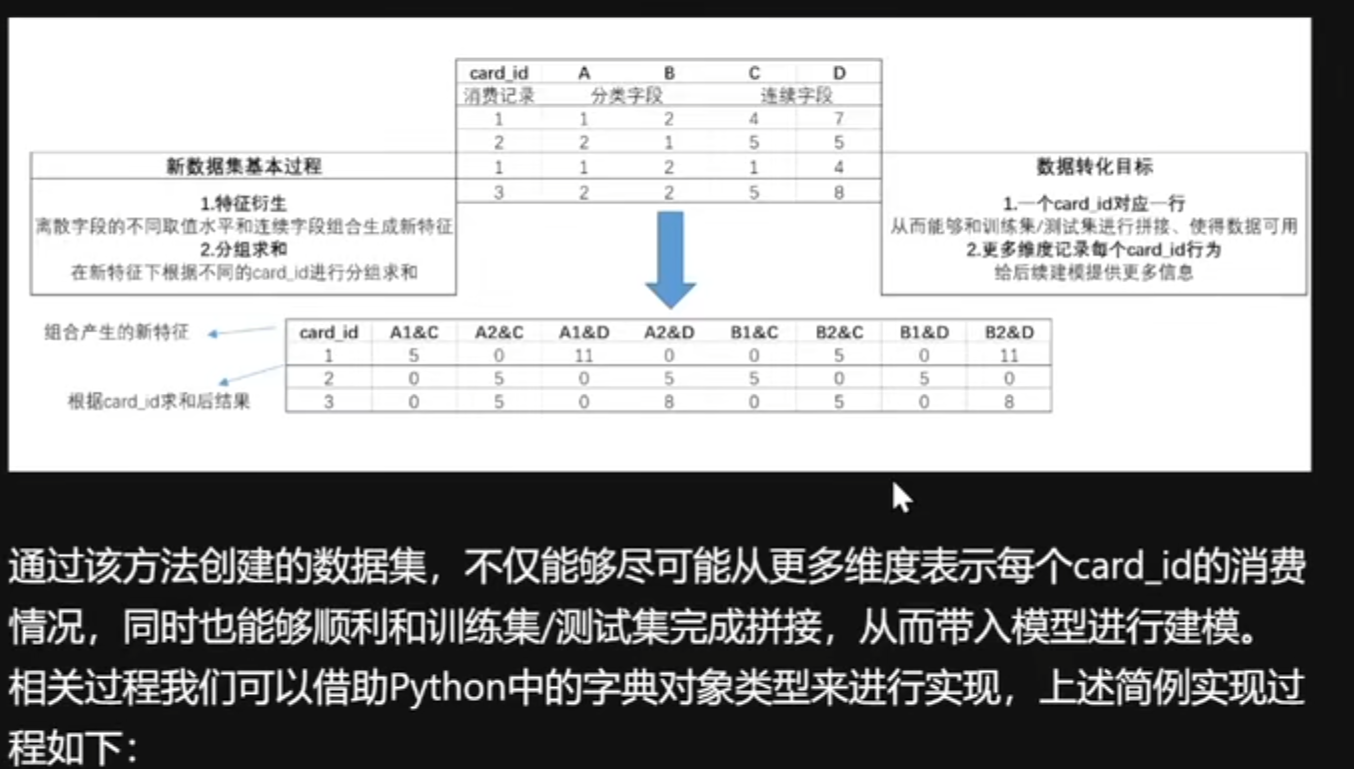 card_id A B C D
消费记录 分类字段 连续字段
1 1 2 4 7
2 2 1 5 5
1 1 2 1 4
3 2 2 5 8
新数据集基本过程
1.特征衍生
离散字段的不同取值水平和连续字段组合生成新特征
2.分组求和
在新特征下根据不同的card_id进行分组求和
数据转化目标
1.一个card_id对应一行
从而能够和训练集/测试集进行拼接、使得数据可用
2.更多维度记录每个card_id行为
给后续建模提供更多信息
组合产生的新特征
根据card_id求和后结果
card_id A1&C A2&C A1&D A2&D B1&C B2&C B1&D B2&D
1 5 0 11 0 0 5 0 11
2 0 5 0 5 5 0 5 0
3 0 5 0 8 0 5 0 8
通过该方法创建的数据集，不仅能够尽可能从更多维度表示每个card_id的消费
情况，同时也能够顺利和训练集/测试集完成拼接，从而带入模型进行建模。
相关过程我们可以借助Python中的字典对象类型来进行实现，上述简例实现过
程如下：